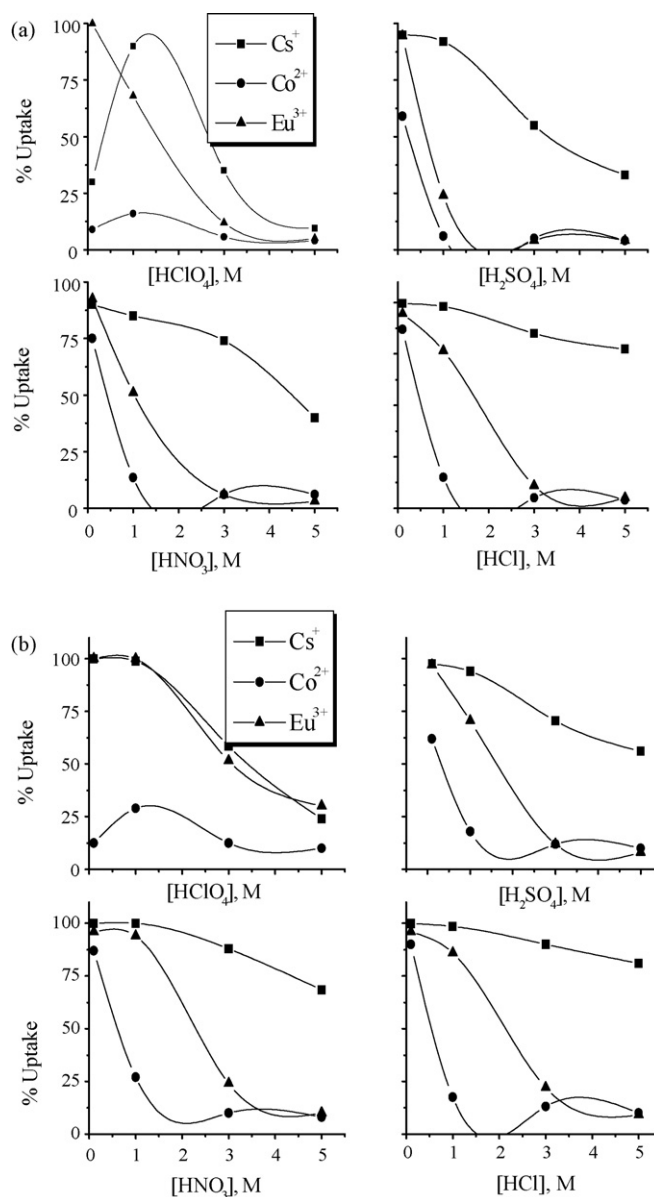 (a)
100
75
50
25
0
% Uptake
Cs⁺
Co²⁺
Eu³⁺
[HClO₄], M
[H₂SO₄], M
100
75
50
25
0
% Uptake
0 1 2 3 4 5
[HNO₃], M
0 1 2 3 4 5
[HCl], M
(b)
100
75
50
25
0
% Uptake
Cs⁺
Co²⁺
Eu³⁺
[HClO₄], M
[H₂SO₄], M
100
75
50
25
0
% Uptake
0 1 2 3 4 5
[HNO₃], M
0 1 2 3 4 5
[HCl], M